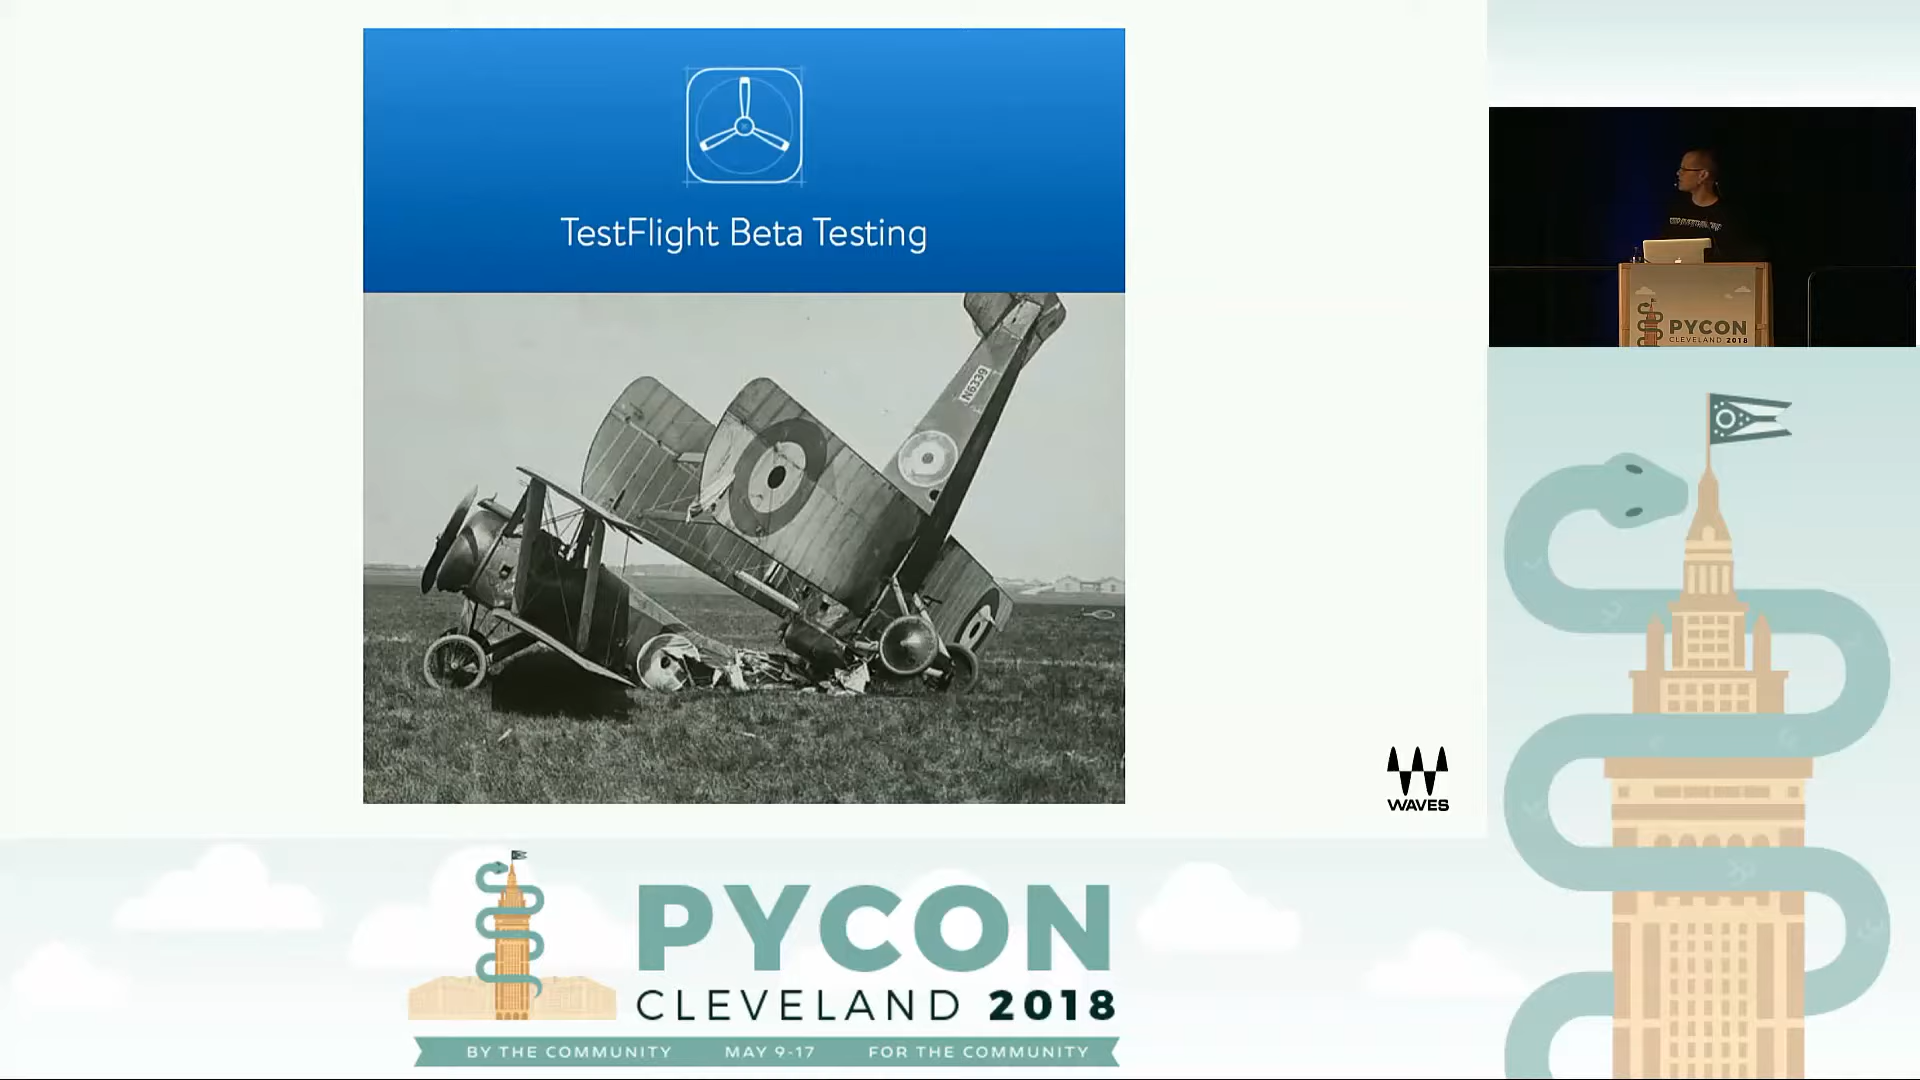 TestFlight Beta Testing
N6339
WAVES
PYCON
CLEVELAND 2018
PYCON
CLEVELAND 2018
BY THE COMMUNITY MAY 9-17 FOR THE COMMUNITY